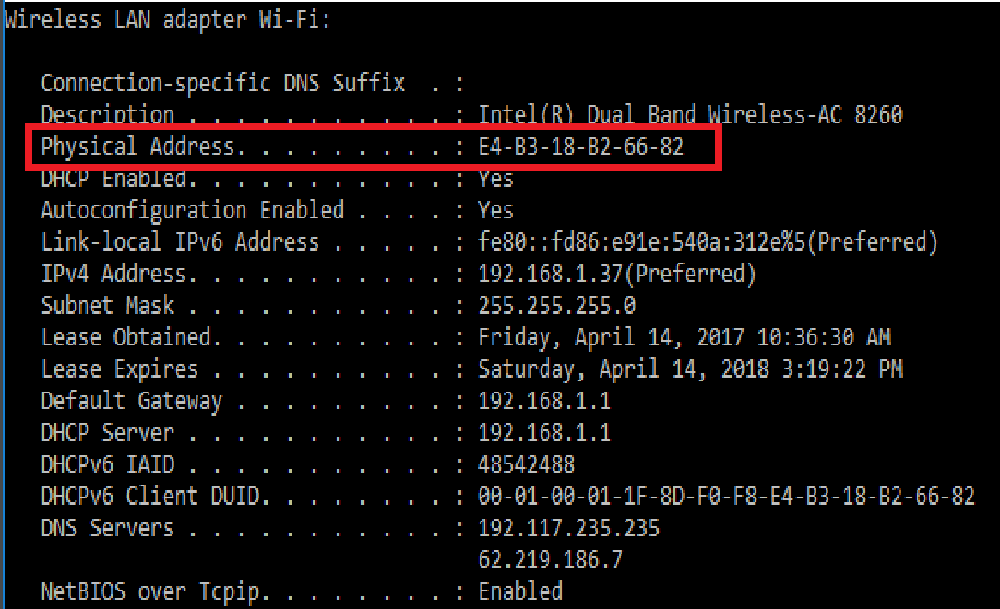 Wireless LAN adapter Wi-Fi:
Connection-specific DNS Suffix  . :
Description . . . . . . . . . . . : Intel(R) Dual Band Wireless-AC 8260
Physical Address. . . . . . . . . : E4-B3-18-B2-66-82
DHCP Enabled. . . . . . . . . . . : Yes
Autoconfiguration Enabled . . . . : Yes
Link-local IPv6 Address . . . . . : fe80::fd86:e91e:540a:312e%5(Preferred)
IPv4 Address. . . . . . . . . . . : 192.168.1.37(Preferred)
Subnet Mask . . . . . . . . . . . : 255.255.255.0
Lease Obtained. . . . . . . . . . : Friday, April 14, 2017 10:36:30 AM
Lease Expires . . . . . . . . . . : Saturday, April 14, 2018 3:19:22 PM
Default Gateway . . . . . . . . . : 192.168.1.1
DHCP Server . . . . . . . . . . . : 192.168.1.1
DHCPv6 IAID . . . . . . . . . . . : 48542488
DHCPv6 Client DUID. . . . . . . . : 00-01-00-01-1F-8D-F0-F8-E4-B3-18-B2-66-82
DNS Servers . . . . . . . . . . . : 192.117.235.235
62.219.186.7
NetBIOS over Tcpip. . . . . . . . : Enabled